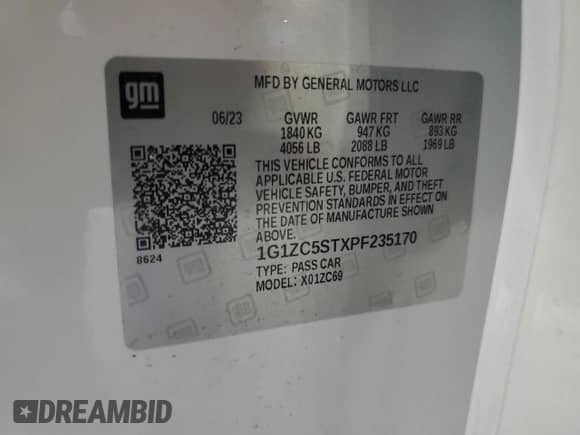 gm
MFD BY GENERAL MOTORS LLC
06/23 GVWR GAWR FRT GAWR RR
1840 KG 947 KG 893 KG
4056 LB 2088 LB 1969 LB
THIS VEHICLE CONFORMS TO ALL
APPLICABLE U.S. FEDERAL MOTOR
VEHICLE SAFETY, BUMPER, AND THEFT
PREVENTION STANDARDS IN EFFECT ON
THE DATE OF MANUFACTURE SHOWN
ABOVE.
8624
1G1ZC5STXPF235170
TYPE: PASS CAR
MODEL: X01ZC69
DREAMBID